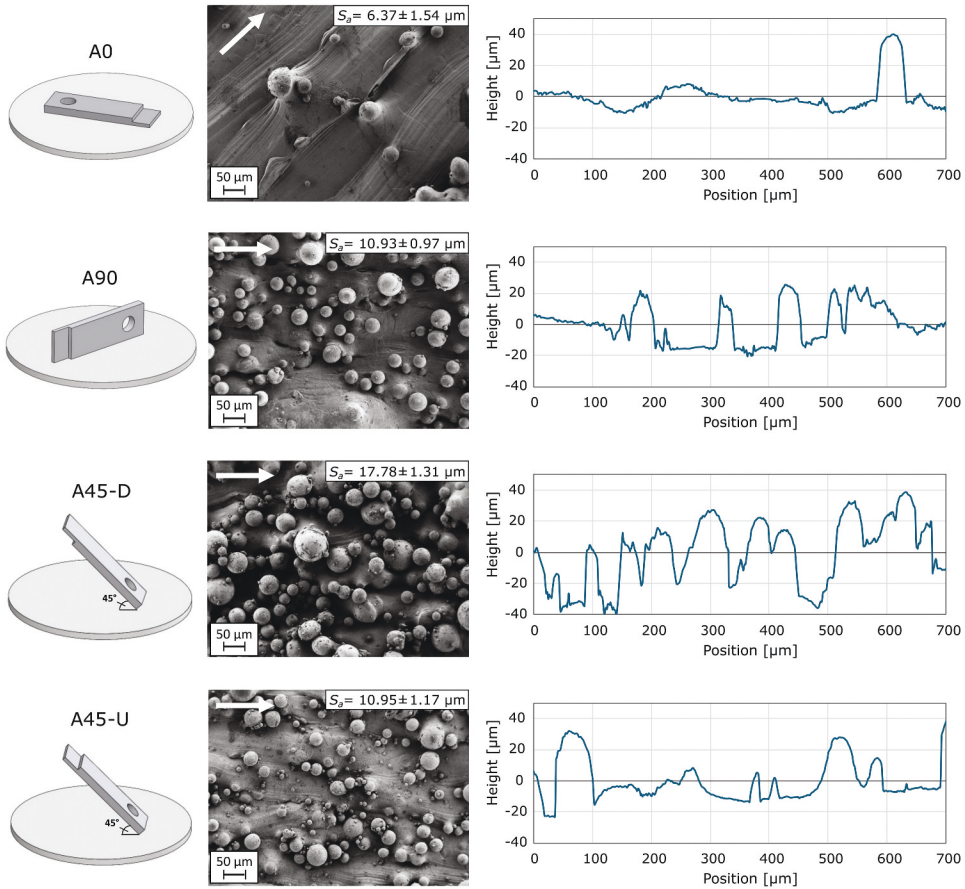 A0
Sₐ= 6.37±1.54 µm
50 µm
Height [µm]
40
20
0
-20
-40
0 100 200 300 400 500 600 700
Position [µm]
A90
Sₐ= 10.93±0.97 µm
50 µm
Height [µm]
40
20
0
-20
-40
0 100 200 300 400 500 600 700
Position [µm]
A45-D
45°
Sₐ= 17.78±1.31 µm
50 µm
Height [µm]
40
20
0
-20
-40
0 100 200 300 400 500 600 700
Position [µm]
A45-U
45°
Sₐ= 10.95±1.17 µm
50 µm
Height [µm]
40
20
0
-20
-40
0 100 200 300 400 500 600 700
Position [µm]